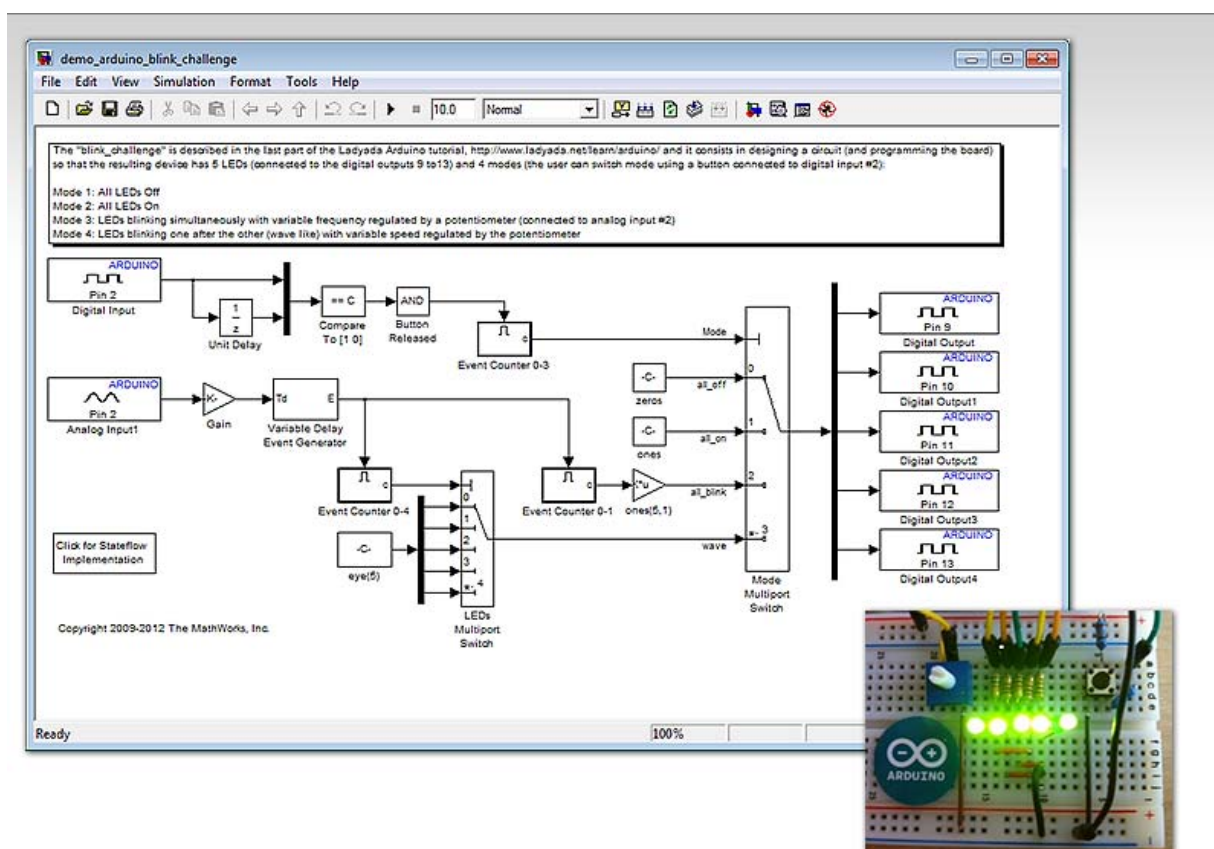 demo_arduino_blink_challenge
File Edit View Simulation Format Tools Help
10.0 Normal
The "blink_challenge" is described in the last part of the Ladyada Arduino tutorial, http://www.ladyada.net/learn/arduino/ and it consists in designing a circuit (and programming the board)
so that the resulting device has 5 LEDs (connected to the digital outputs 9 to13) and 4 modes (the user can switch mode using a button connected to digital input #2):
Mode 1: All LEDs Off
Mode 2: All LEDs On
Mode 3: LEDs blinking simultaneously with variable frequency regulated by a potentiometer (connected to analog input #2)
Mode 4: LEDs blinking one after the other (wave like) with variable speed regulated by the potentiometer
ARDUINO
Pin 2
Digital Input
1
z
Unit Delay
== C
Compare
To [1 0]
AND
Button
Released
c
Event Counter 0-3
ARDUINO
Pin 2
Analog Input1
K-
Gain
Td E
Variable Delay
Event Generator
c
Event Counter 0-4
-C-
eye(5)
0
1
2
3
*, 4
LEDs
Multiport
Switch
c
Event Counter 0-1
K*u
ones(5,1)
-C-
zeros
-C-
ones
Mode
all_off
all_on
all_blink
wave
0
1
2
*, 3
Mode
Multiport
Switch
ARDUINO
Pin 9
Digital Output
ARDUINO
Pin 10
Digital Output1
ARDUINO
Pin 11
Digital Output2
ARDUINO
Pin 12
Digital Output3
ARDUINO
Pin 13
Digital Output4
Click for Stateflow
Implementation
Copyright 2009-2012 The MathWorks, Inc.
Ready
100%
ARDUINO